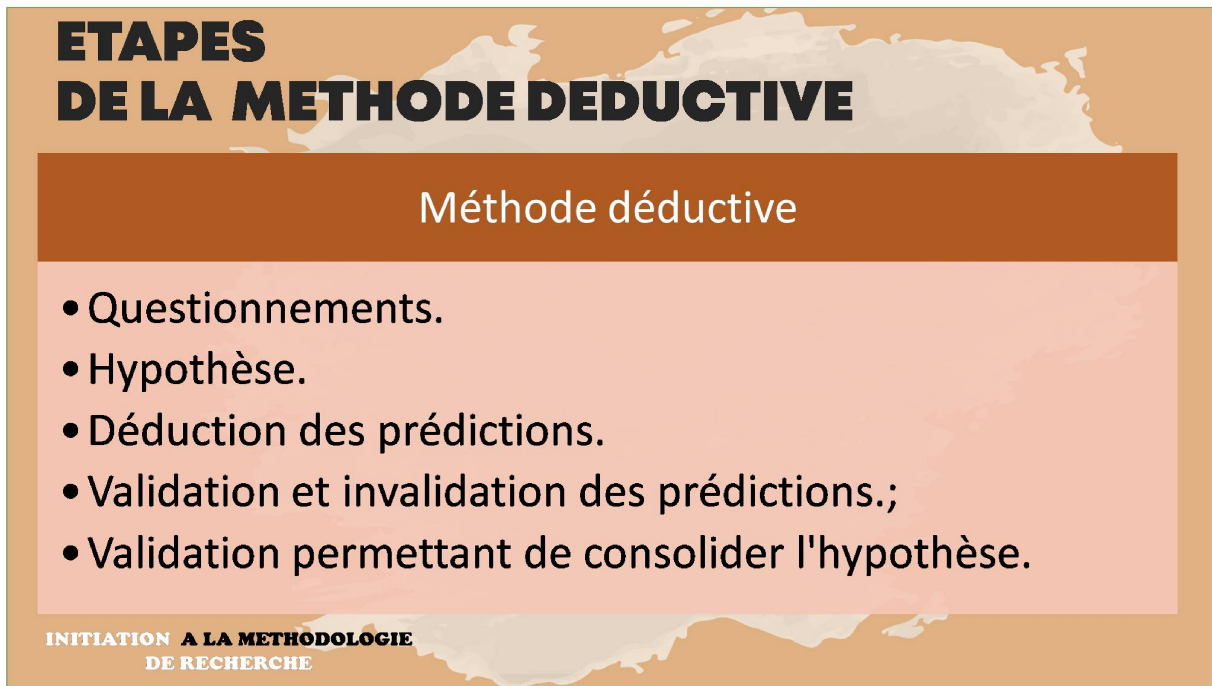 ETAPES
DE LA METHODE DEDUCTIVE
Méthode déductive
• Questionnements.
• Hypothèse.
• Déduction des prédictions.
• Validation et invalidation des prédictions.;
• Validation permettant de consolider l'hypothèse.
INITIATION A LA METHODOLOGIE
DE RECHERCHE